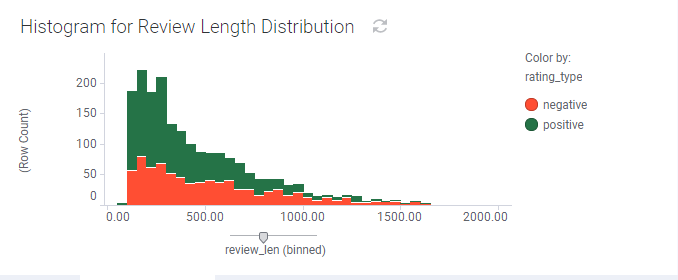 Histogram for Review Length Distribution
Color by:
rating_type
negative
positive
(Row Count)
200
150
100
50
0
0.00 500.00 1000.00 1500.00 2000.00
review_len (binned)